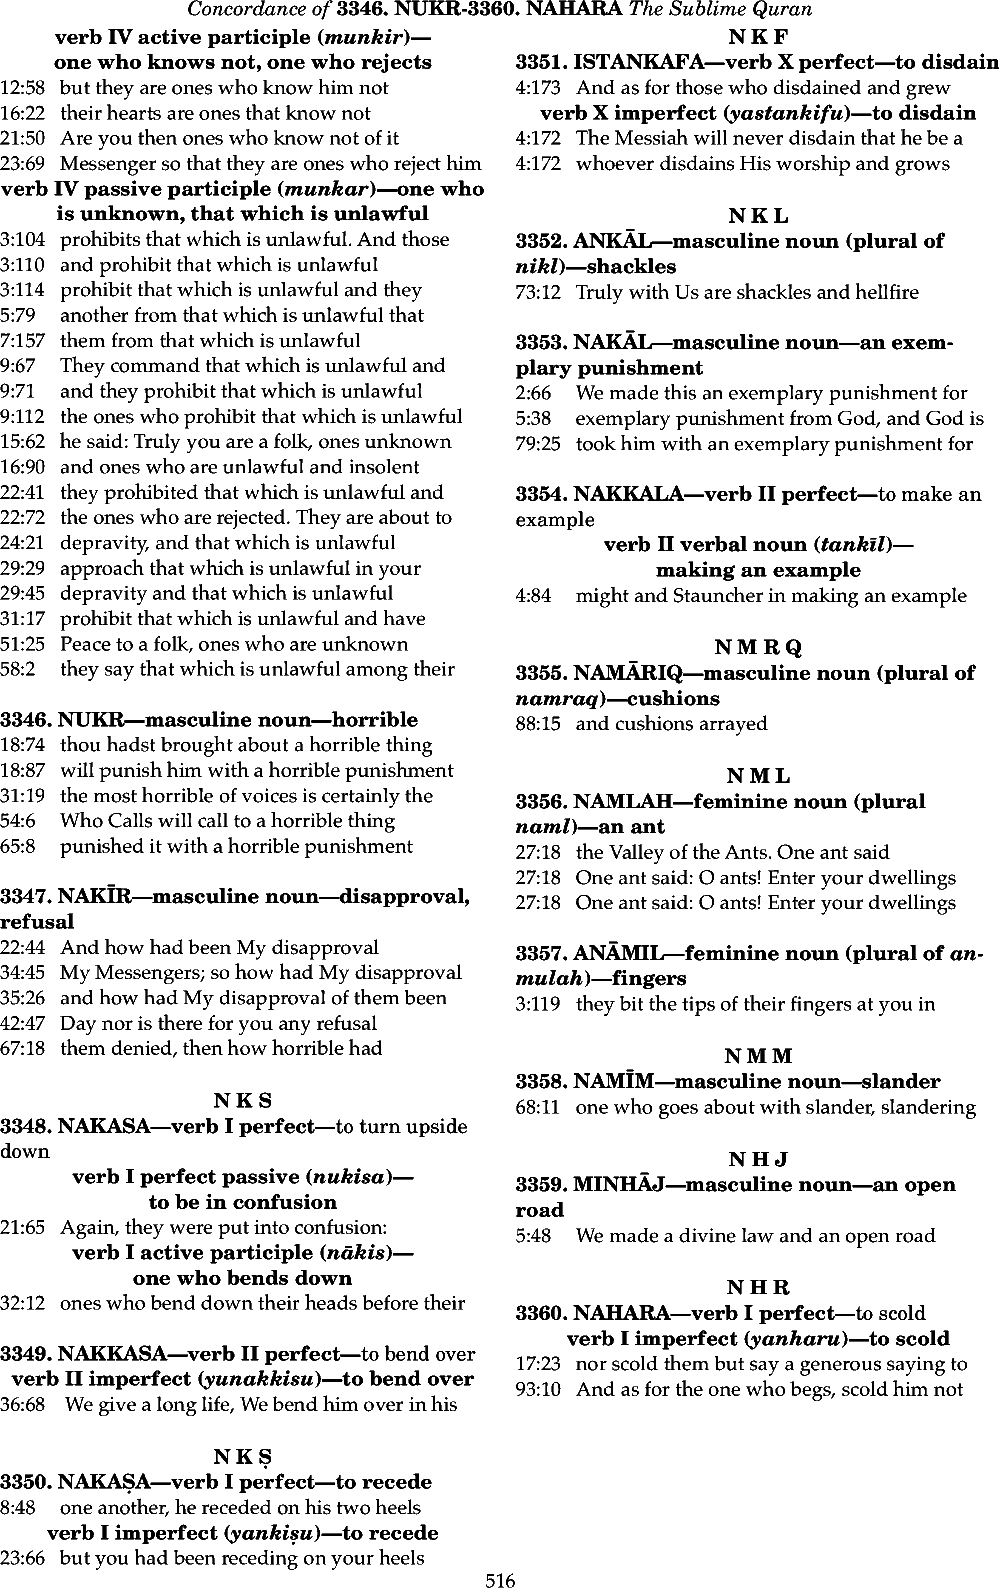 Concordance of 3346. NUKR-3360. NAHARA The Sublime Quran
verb IV active participle (munkir)—
one who knows not, one who rejects
12:58 but they are ones who know him not
16:22 their hearts are ones that know not
21:50 Are you then ones who know not of it
23:69 Messenger so that they are ones who reject him
verb IV passive participle (munkar)—one who
is unknown, that which is unlawful
3:104 prohibits that which is unlawful. And those
3:110 and prohibit that which is unlawful
3:114 prohibit that which is unlawful and they
5:79 another from that which is unlawful that
7:157 them from that which is unlawful
9:67 They command that which is unlawful and
9:71 and they prohibit that which is unlawful
9:112 the ones who prohibit that which is unlawful
15:62 he said: Truly you are a folk, ones unknown
16:90 and ones who are unlawful and insolent
22:41 they prohibited that which is unlawful and
22:72 the ones who are rejected. They are about to
24:21 depravity, and that which is unlawful
29:29 approach that which is unlawful in your
29:45 depravity and that which is unlawful
31:17 prohibit that which is unlawful and have
51:25 Peace to a folk, ones who are unknown
58:2 they say that which is unlawful among their
3346. NUKR—masculine noun—horrible
18:74 thou hadst brought about a horrible thing
18:87 will punish him with a horrible punishment
31:19 the most horrible of voices is certainly the
54:6 Who Calls will call to a horrible thing
65:8 punished it with a horrible punishment
3347. NAKĪR—masculine noun—disapproval,
refusal
22:44 And how had been My disapproval
34:45 My Messengers; so how had My disapproval
35:26 and how had My disapproval of them been
42:47 Day nor is there for you any refusal
67:18 them denied, then how horrible had
N K S
3348. NAKASA—verb I perfect—to turn upside
down
verb I perfect passive (nukisa)—
to be in confusion
21:65 Again, they were put into confusion:
verb I active participle (nākis)—
one who bends down
32:12 ones who bend down their heads before their
3349. NAKKASA—verb II perfect—to bend over
verb II imperfect (yunakkisu)—to bend over
36:68 We give a long life, We bend him over in his
N K Ṣ
3350. NAKAṢA—verb I perfect—to recede
8:48 one another, he receded on his two heels
verb I imperfect (yankiṣu)—to recede
23:66 but you had been receding on your heels
N K F
3351. ISTANKAFA—verb X perfect—to disdain
4:173 And as for those who disdained and grew
verb X imperfect (yastankifu)—to disdain
4:172 The Messiah will never disdain that he be a
4:172 whoever disdains His worship and grows
N K L
3352. ANKĀL—masculine noun (plural of
nikl)—shackles
73:12 Truly with Us are shackles and hellfire
3353. NAKĀL—masculine noun—an exem-
plary punishment
2:66 We made this an exemplary punishment for
5:38 exemplary punishment from God, and God is
79:25 took him with an exemplary punishment for
3354. NAKKALA—verb II perfect—to make an
example
verb II verbal noun (tankīl)—
making an example
4:84 might and Stauncher in making an example
N M R Q
3355. NAMĀRIQ—masculine noun (plural of
namraq)—cushions
88:15 and cushions arrayed
N M L
3356. NAMLAH—feminine noun (plural
naml)—an ant
27:18 the Valley of the Ants. One ant said
27:18 One ant said: O ants! Enter your dwellings
27:18 One ant said: O ants! Enter your dwellings
3357. ANĀMIL—feminine noun (plural of an-
mulah)—fingers
3:119 they bit the tips of their fingers at you in
N M M
3358. NAMĪM—masculine noun—slander
68:11 one who goes about with slander, slandering
N H J
3359. MINHĀJ—masculine noun—an open
road
5:48 We made a divine law and an open road
N H R
3360. NAHARA—verb I perfect—to scold
verb I imperfect (yanharu)—to scold
17:23 nor scold them but say a generous saying to
93:10 And as for the one who begs, scold him not
516